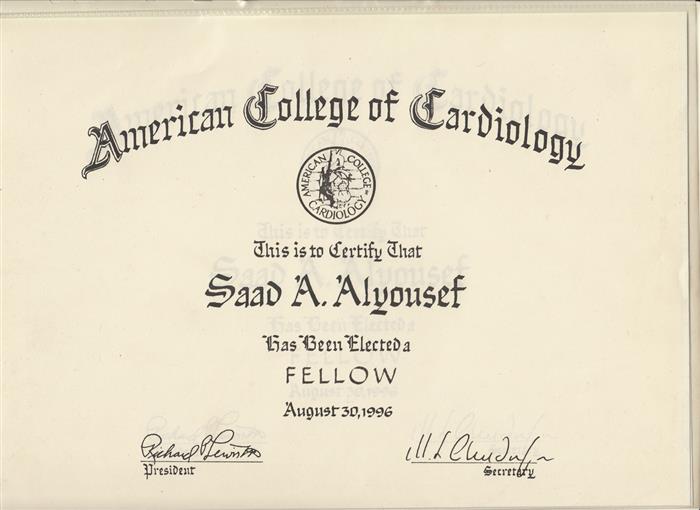 American College of Cardiology
AMERICAN COLLEGE
CARDIOLOGY
This is to Certify That
Saad A. Alyousef
Has Been Elected a
FELLOW
August 30, 1996
President
Secretary